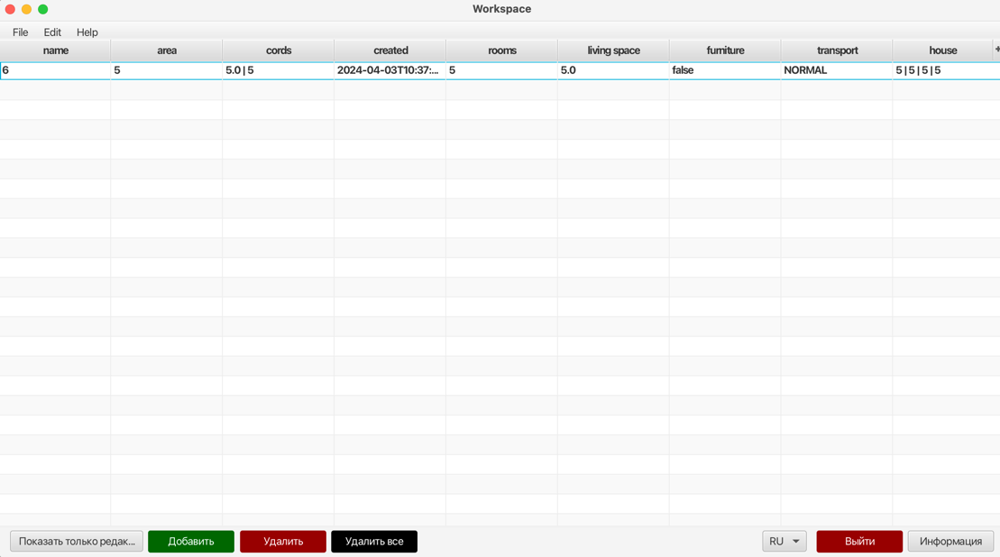 Workspace
File Edit Help
name area cords created rooms living space furniture transport house +
6 5 5.0 | 5 2024-04-03T10:37:... 5 5.0 false NORMAL 5 | 5 | 5 | 5
Показать только редак... Добавить Удалить Удалить все RU Выйти Информация